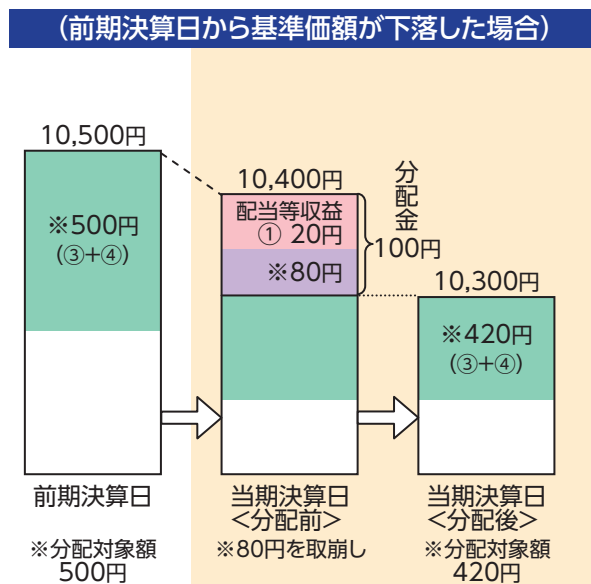 (前期決算日から基準価額が下落した場合)
10,500円
※500円
(③+④)
前期決算日
※分配対象額
500円
10,400円
配当等収益
① 20円
※80円
分配金
100円
当期決算日
<分配前>
※80円を取崩し
10,300円
※420円
(③+④)
当期決算日
<分配後>
※分配対象額
420円